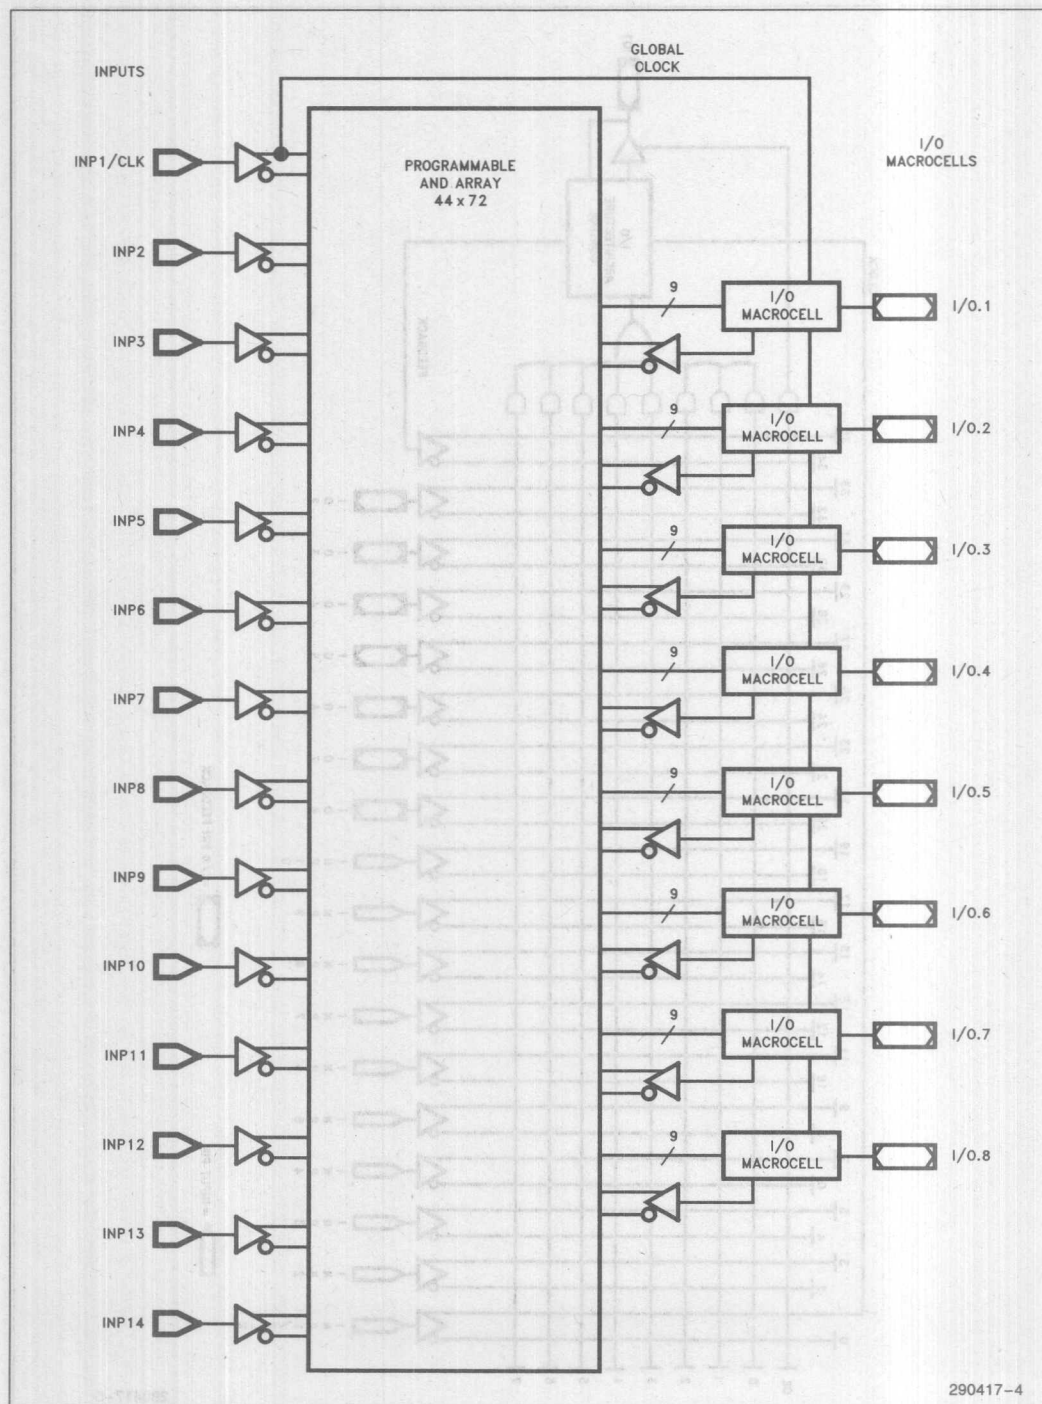 GLOBAL
CLOCK
INPUTS
I/O
MACROCELLS
INP1/CLK
PROGRAMMABLE
AND ARRAY
44 x 72
INP2
9
I/O
MACROCELL
I/O.1
INP3
9
I/O
MACROCELL
I/O.2
INP4
INP5
9
I/O
MACROCELL
I/O.3
INP6
9
I/O
MACROCELL
I/O.4
INP7
INP8
9
I/O
MACROCELL
I/O.5
INP9
9
I/O
MACROCELL
I/O.6
INP10
9
I/O
MACROCELL
I/O.7
INP11
INP12
9
I/O
MACROCELL
I/O.8
INP13
INP14
290417-4